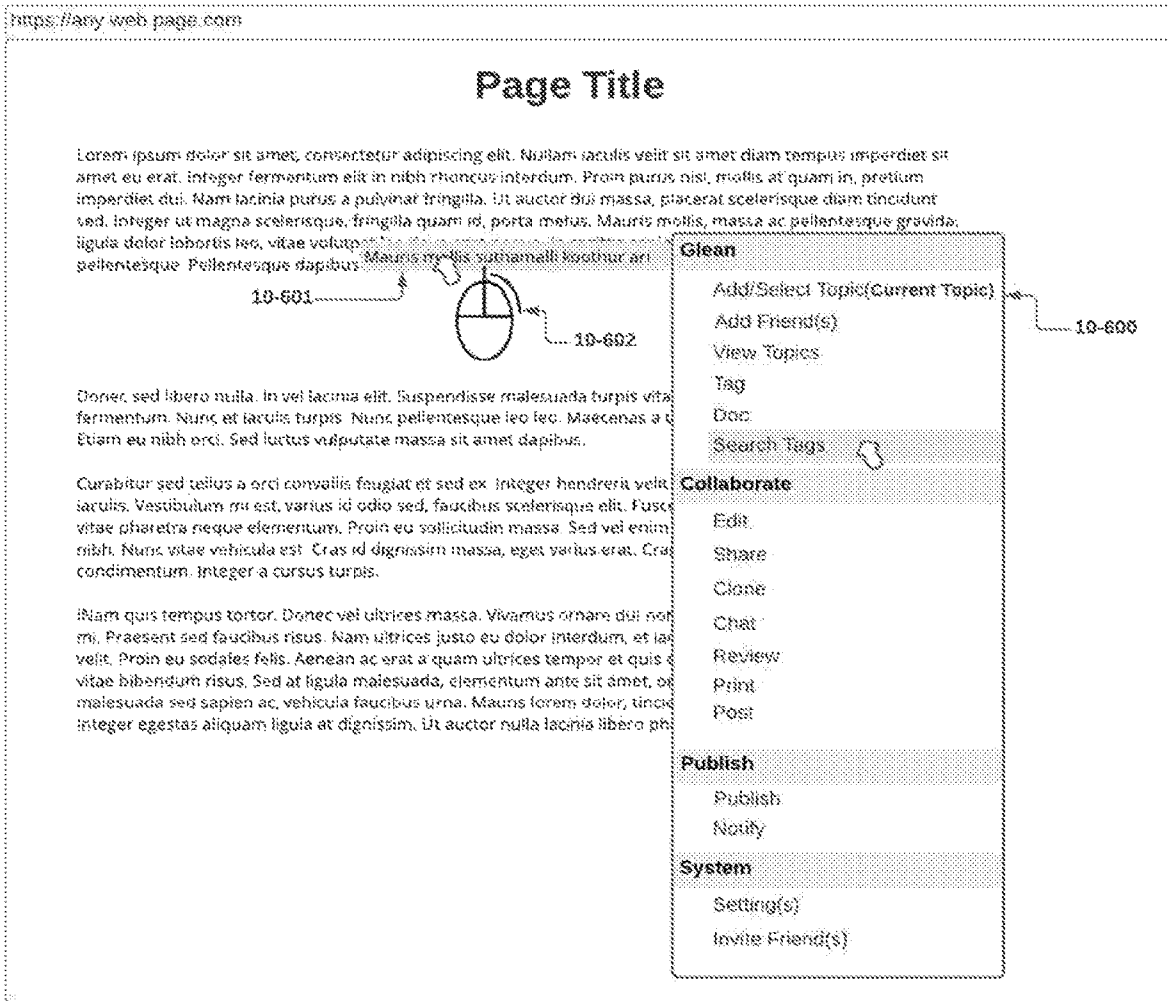 https://any web page.com
Page Title
Lorem ipsum dolor sit amet, consectetur adipiscing elit. Nullam iaculis velit sit amet diam tempus imperdiet sit
amet eu erat. Integer fermentum elit in nibh rhoncus interdum. Proin purus nisl, mollis at quam in, pretium
imperdiet dui. Nam lacinia purus a pulvinar fringilla. Ut auctor dui massa, placerat scelerisque diam tincidunt
sed. Integer ut magna scelerisque, fringilla quam id, porta metus. Mauris mollis, massa ac pellentesque gravida,
ligula dolor lobortis leo, vitae volutpat
pellentesque. Pellentesque dapibus Mauris mollis suthamalli koothur ari
10-601
10-602
Donec sed libero nulla. In vel lacinia elit. Suspendisse malesuada turpis vita
fermentum. Nunc et iaculis turpis. Nunc pellentesque leo leo. Maecenas a
Etiam eu nibh orci. Sed luctus vulputate massa sit amet dapibus.
Curabitur sed tellus a orci convallis feugiat et sed ex. Integer hendrerit velit
iaculis. Vestibulum mi est, varius id odio sed, faucibus scelerisque elit. Fusce
vitae pharetra neque elementum. Proin eu sollicitudin massa. Sed vel enim
nibh. Nunc vitae vehicula est. Cras id dignissim massa, eget varius erat. Cra
condimentum. Integer a cursus turpis.
iNam quis tempus tortor. Donec vel ultrices massa. Vivamus ornare dui non
mi. Praesent sed faucibus risus. Nam ultrices justo eu dolor interdum, et ia
velit. Proin eu sodales felis. Aenean ac erat a quam ultrices tempor et quis
vitae bibendum risus. Sed at ligula malesuada, elementum ante sit amet,
malesuada sed sapien ac, vehicula faucibus urna. Mauris lorem dolor, tinci
Integer egestas aliquam ligula at dignissim. Ut auctor nulla lacinia libero ph
Glean
Add/Select Topic(Current Topic)
10-600
Add Friend(s)
View Topics
Tag
Doc
Search Tags
Collaborate
Edit
Share
Clone
Chat
Review
Print
Post
Publish
Publish
Notify
System
Setting(s)
Invite Friend(s)